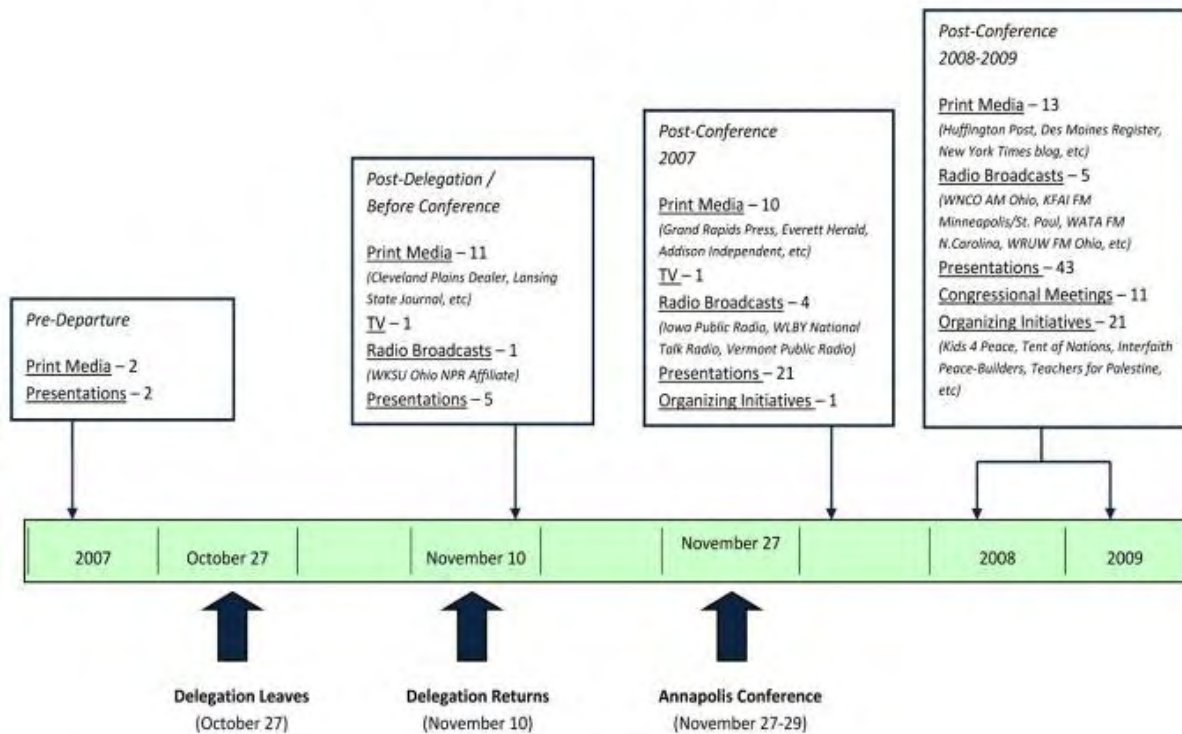 Pre-Departure
Print Media – 2
Presentations – 2
Post-Delegation /
Before Conference
Print Media – 11
(Cleveland Plains Dealer, Lansing
State Journal, etc)
TV – 1
Radio Broadcasts – 1
(WKSU Ohio NPR Affiliate)
Presentations – 5
Post-Conference
2007
Print Media – 10
(Grand Rapids Press, Everett Herald,
Addison Independent, etc)
TV – 1
Radio Broadcasts – 4
(Iowa Public Radio, WLBY National
Talk Radio, Vermont Public Radio)
Presentations – 21
Organizing Initiatives – 1
Post-Conference
2008-2009
Print Media – 13
(Huffington Post, Des Moines Register,
New York Times blog, etc)
Radio Broadcasts – 5
(WNCO AM Ohio, KFAI FM
Minneapolis/St. Paul, WATA FM
N.Carolina, WRUW FM Ohio, etc)
Presentations – 43
Congressional Meetings – 11
Organizing Initiatives – 21
(Kids 4 Peace, Tent of Nations, Interfaith
Peace-Builders, Teachers for Palestine,
etc)
2007
October 27
November 10
November 27
2008
2009
Delegation Leaves
(October 27)
Delegation Returns
(November 10)
Annapolis Conference
(November 27-29)